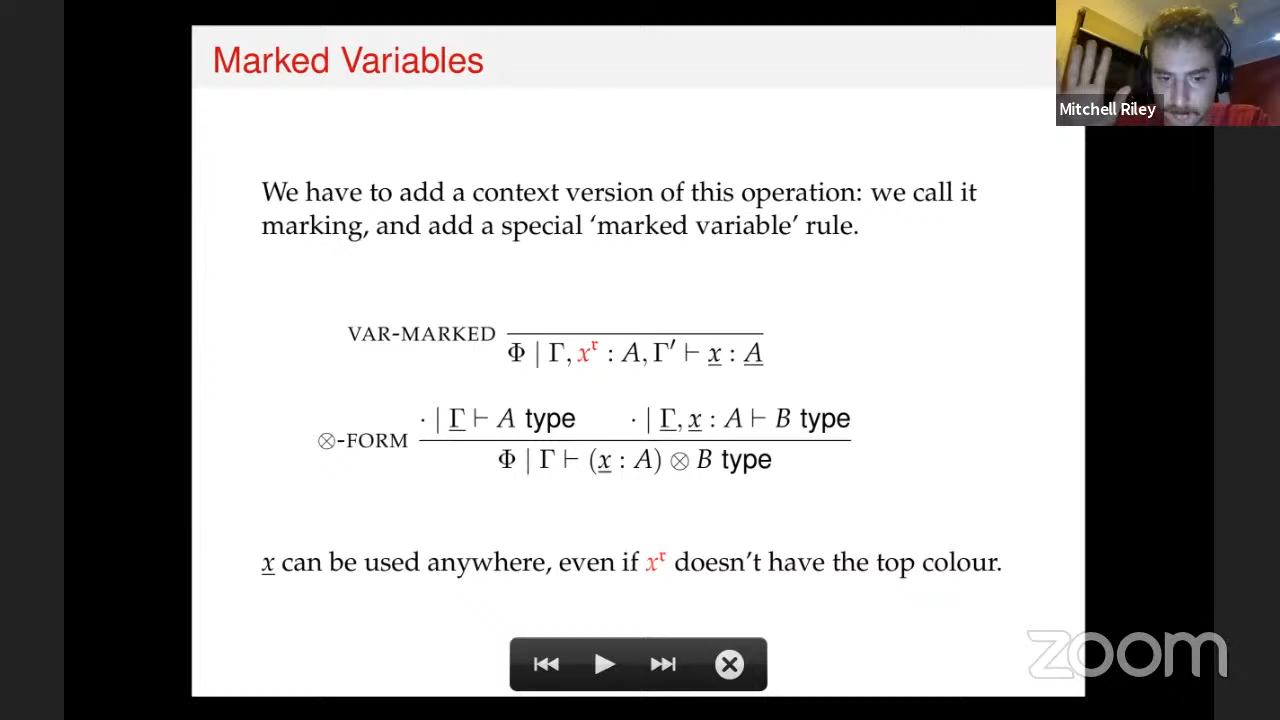 Marked Variables
Mitchell Riley
We have to add a context version of this operation: we call it
marking, and add a special ‘marked variable’ rule.
VAR-MARKED
Φ | Γ, x^𝔯 : A, Γ′ ⊢ x̲ : A̲
· | Γ̲ ⊢ A type · | Γ̲, x̲ : A ⊢ B type
⊗-FORM
Φ | Γ ⊢ (x̲ : A) ⊗ B type
x̲ can be used anywhere, even if x^𝔯 doesn’t have the top colour.
zoom